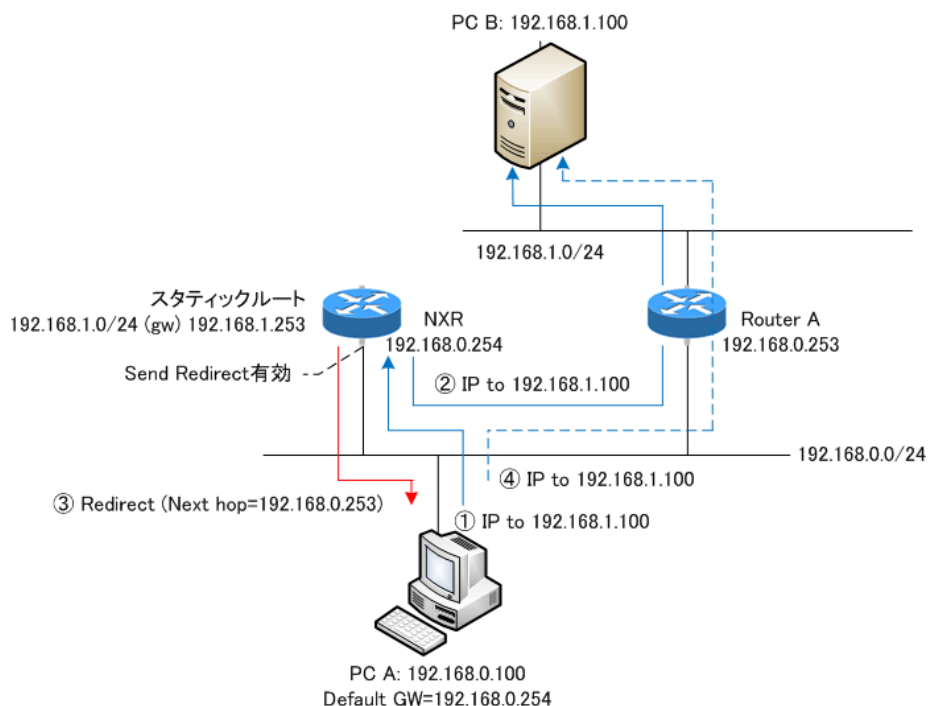 PC B: 192.168.1.100
192.168.1.0/24
スタティックルート
192.168.1.0/24 (gw) 192.168.1.253
NXR
192.168.0.254
Router A
192.168.0.253
Send Redirect有効
② IP to 192.168.1.100
192.168.0.0/24
④ IP to 192.168.1.100
③ Redirect (Next hop=192.168.0.253)
① IP to 192.168.1.100
PC A: 192.168.0.100
Default GW=192.168.0.254